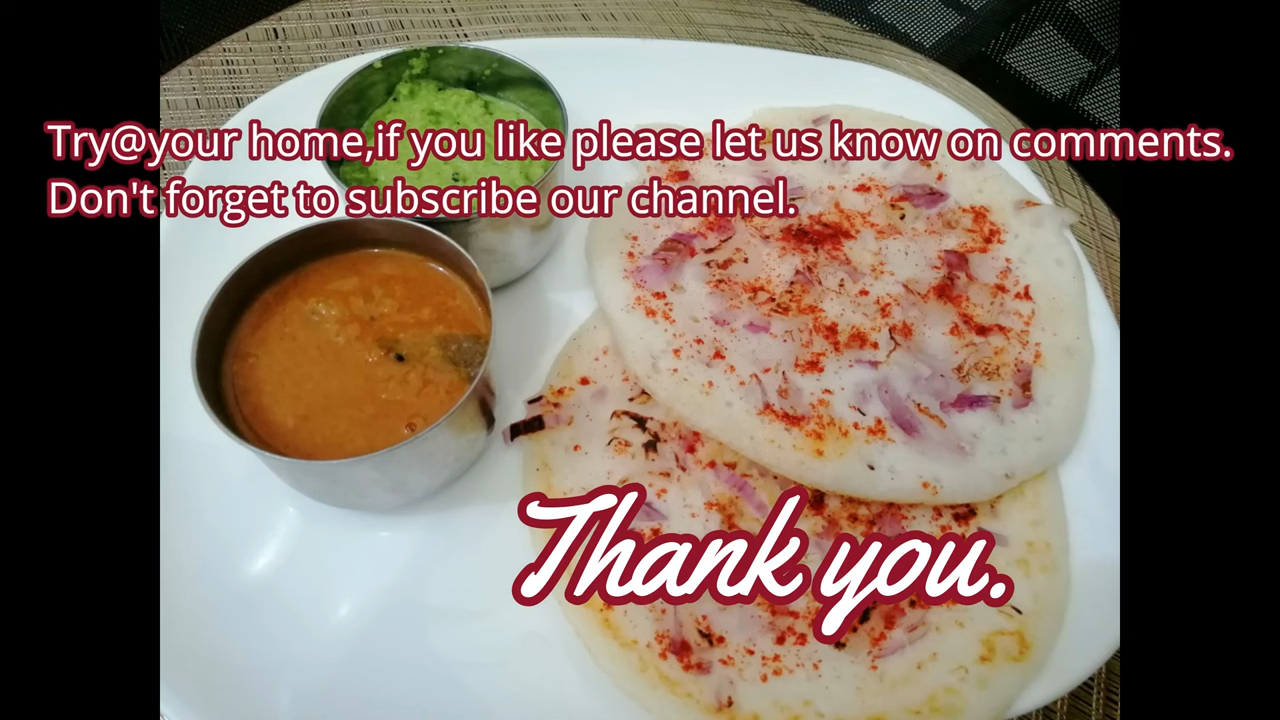 Try@your home,if you like please let us know on comments.
Don't forget to subscribe our channel.
Thank you.